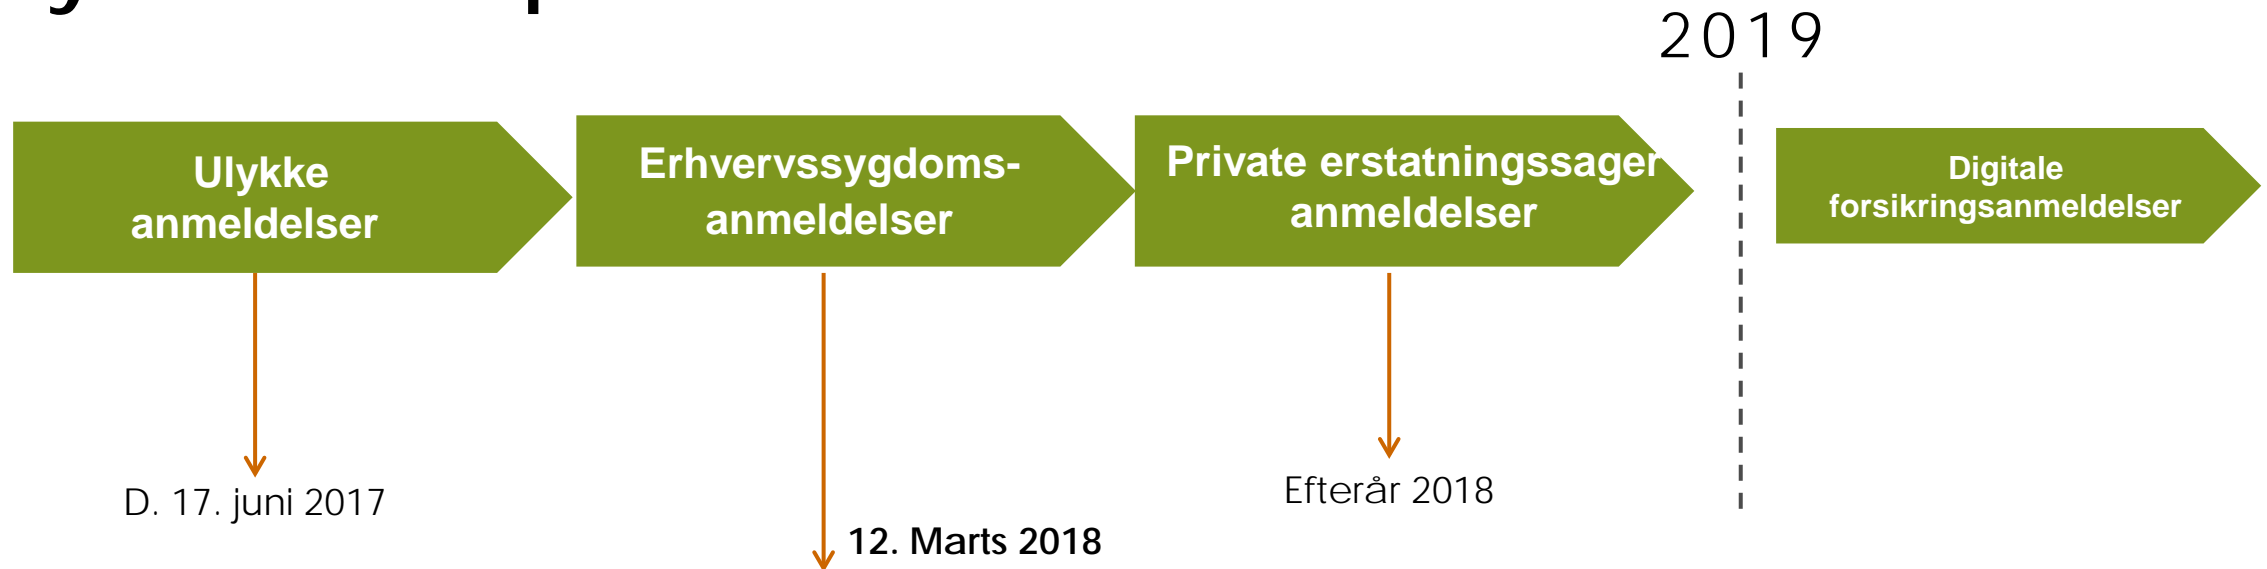 2019
Ulykke
anmeldelser
Erhvervssygdoms-
anmeldelser
Private erstatningssager
anmeldelser
Digitale
forsikringsanmeldelser
D. 17. juni 2017
12. Marts 2018
Efterår 2018